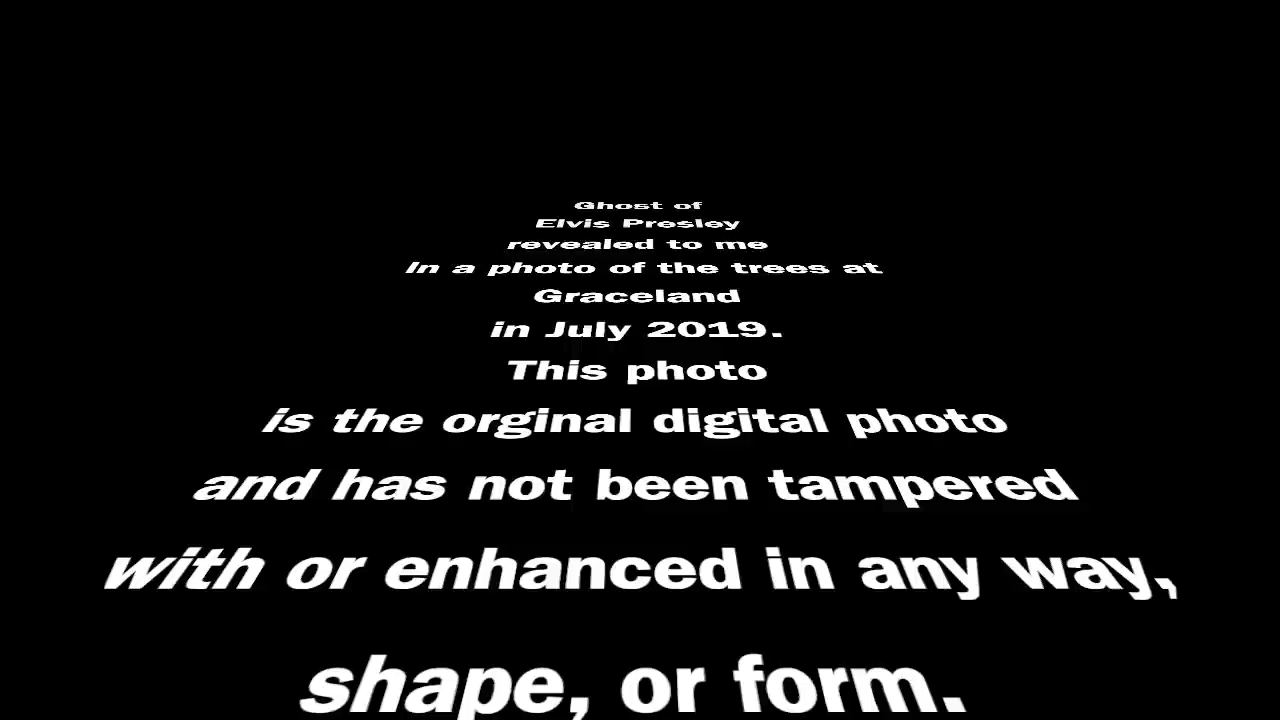 Ghost of
Elvis Presley
revealed to me
in a photo of the trees at
Graceland
in July 2019.
This photo
is the orginal digital photo
and has not been tampered
with or enhanced in any way,
shape, or form.